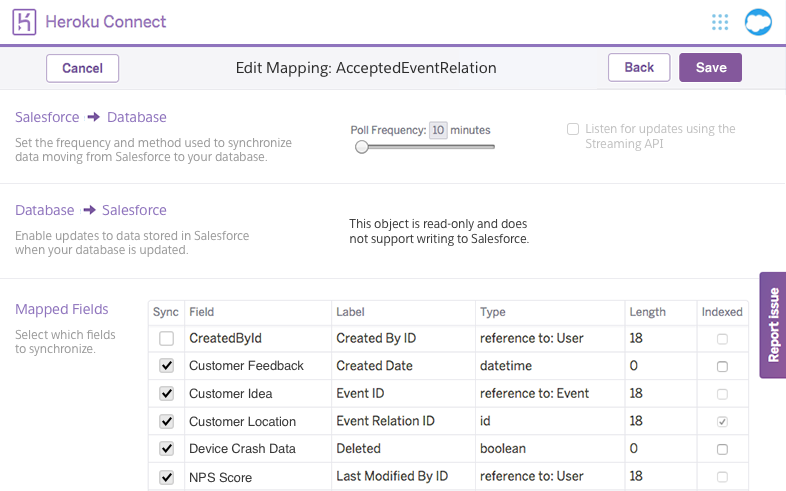 Heroku Connect
Cancel
Edit Mapping: AcceptedEventRelation
Back
Save
Salesforce → Database
Set the frequency and method used to synchronize
data moving from Salesforce to your database.
Poll Frequency: 10 minutes
Listen for updates using the
Streaming API
Database → Salesforce
Enable updates to data stored in Salesforce
when your database is updated.
This object is read-only and does
not support writing to Salesforce.
Report Issue
Mapped Fields
Select which fields
to synchronize.
Sync Field Label Type Length Indexed
CreatedById Created By ID reference to: User 18
Customer Feedback Created Date datetime 0
Customer Idea Event ID reference to: Event 18
Customer Location Event Relation ID id 18
Device Crash Data Deleted boolean 0
NPS Score Last Modified By ID reference to: User 18